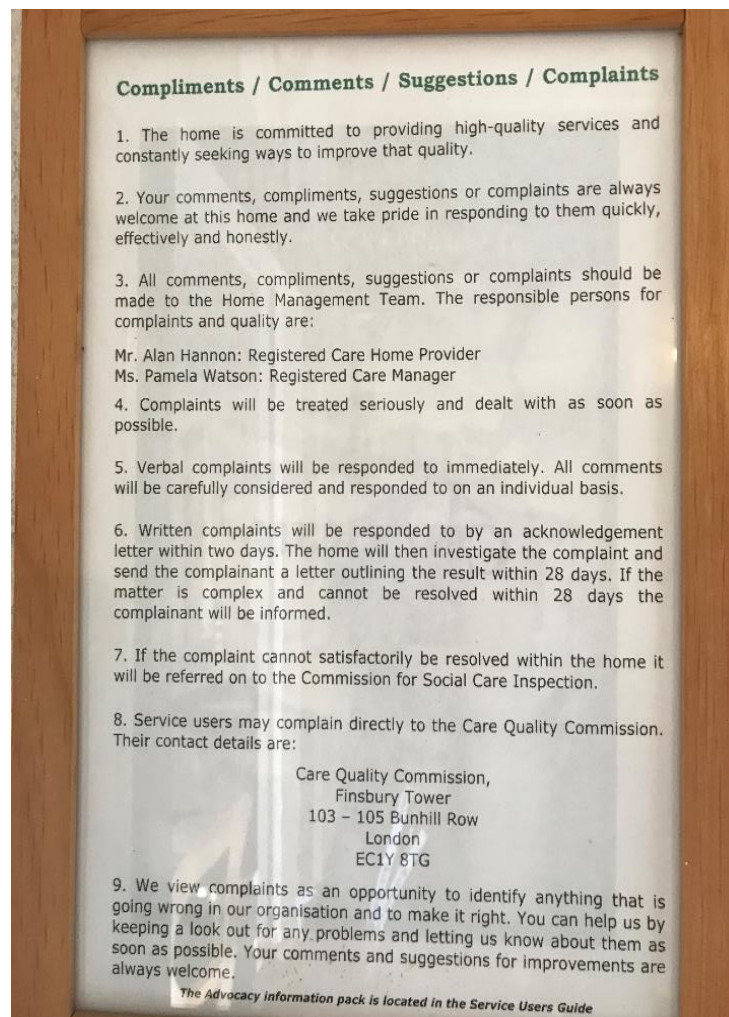 Compliments / Comments / Suggestions / Complaints
1. The home is committed to providing high-quality services and
constantly seeking ways to improve that quality.
2. Your comments, compliments, suggestions or complaints are always
welcome at this home and we take pride in responding to them quickly,
effectively and honestly.
3. All comments, compliments, suggestions or complaints should be
made to the Home Management Team. The responsible persons for
complaints and quality are:
Mr. Alan Hannon: Registered Care Home Provider
Ms. Pamela Watson: Registered Care Manager
4. Complaints will be treated seriously and dealt with as soon as
possible.
5. Verbal complaints will be responded to immediately. All comments
will be carefully considered and responded to on an individual basis.
6. Written complaints will be responded to by an acknowledgement
letter within two days. The home will then investigate the complaint and
send the complainant a letter outlining the result within 28 days. If the
matter is complex and cannot be resolved within 28 days the
complainant will be informed.
7. If the complaint cannot satisfactorily be resolved within the home it
will be referred on to the Commission for Social Care Inspection.
8. Service users may complain directly to the Care Quality Commission.
Their contact details are:
Care Quality Commission,
Finsbury Tower
103 – 105 Bunhill Row
London
EC1Y 8TG
9. We view complaints as an opportunity to identify anything that is
going wrong in our organisation and to make it right. You can help us by
keeping a look out for any problems and letting us know about them as
soon as possible. Your comments and suggestions for improvements are
always welcome.
The Advocacy information pack is located in the Service Users Guide